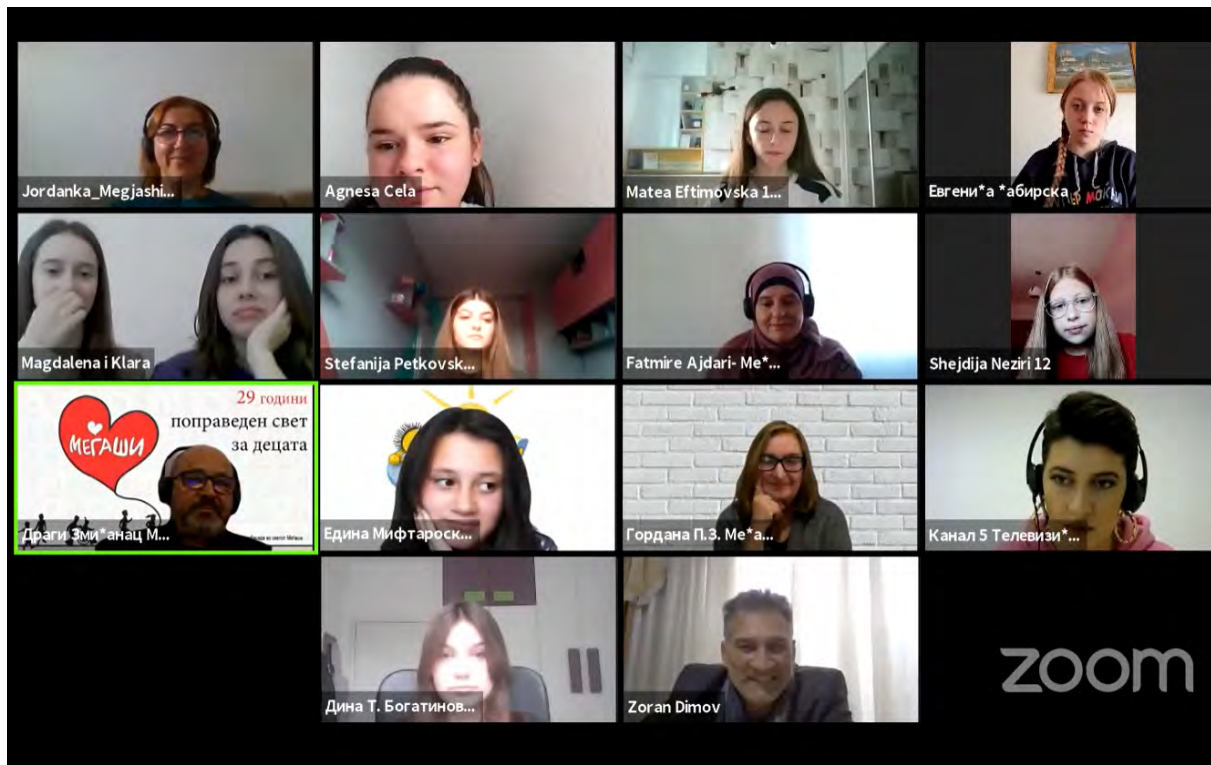 Jordanka_Megjashi...
Agnesa Cela
Matea Eftimovska 1...
Евгени*а *абирска
Magdalena i Klara
Stefanija Petkovsk...
Fatmire Ajdari- Me*...
Shejdija Neziri 12
29 години
поправеден свет
за децата
МЕГАШИ
Драги Зми*анац М...
Едина Мифтароск...
Гордана П.З. Ме*а...
Канал 5 Телевизи*...
Дина Т. Богатинов...
Zoran Dimov
zoom